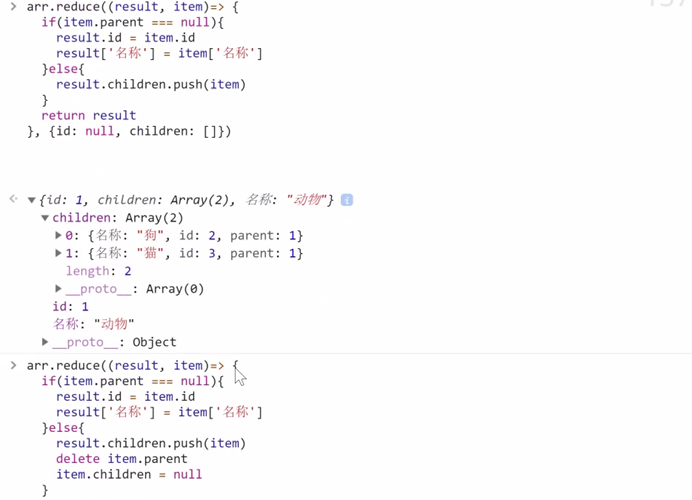 > arr.reduce((result, item)=> {
if(item.parent === null){
result.id = item.id
result['名称'] = item['名称']
}else{
result.children.push(item)
}
return result
}, {id: null, children: []})
{id: 1, children: Array(2), 名称: "动物"}
children: Array(2)
0: {名称: "狗", id: 2, parent: 1}
1: {名称: "猫", id: 3, parent: 1}
length: 2
__proto__: Array(0)
id: 1
名称: "动物"
__proto__: Object
> arr.reduce((result, item)=> {
if(item.parent === null){
result.id = item.id
result['名称'] = item['名称']
}else{
result.children.push(item)
delete item.parent
item.children = null
}